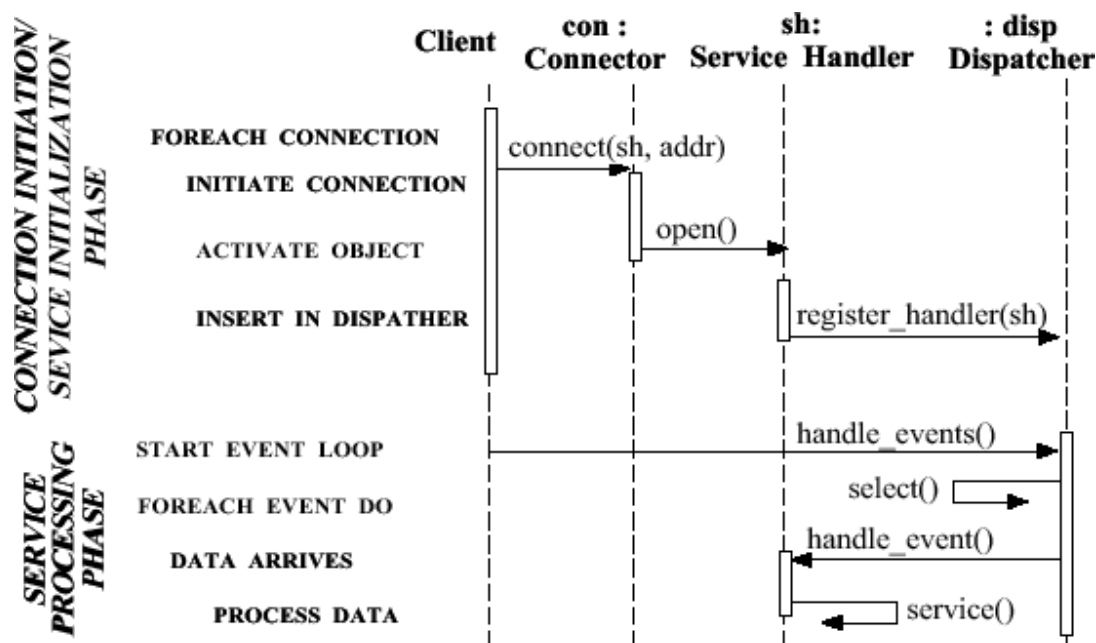 Client
con :
Connector
sh:
Service Handler
: disp
Dispatcher
CONNECTION INITIATION/
SEVICE INITIALIZATION
PHASE
FOREACH CONNECTION
connect(sh, addr)
INITIATE CONNECTION
ACTIVATE OBJECT
open()
INSERT IN DISPATHER
register_handler(sh)
SERVICE
PROCESSING
PHASE
START EVENT LOOP
handle_events()
FOREACH EVENT DO
select()
DATA ARRIVES
handle_event()
PROCESS DATA
service()